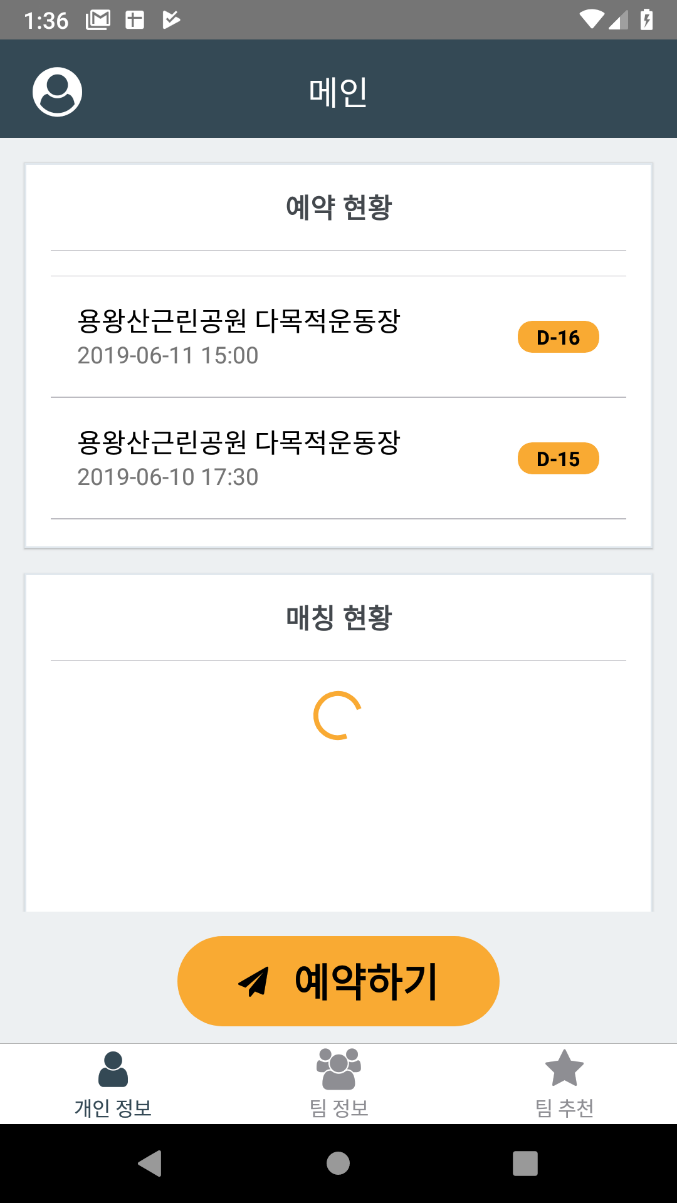 1:36
메인
예약 현황
용왕산근린공원 다목적운동장
2019-06-11 15:00
D-16
용왕산근린공원 다목적운동장
2019-06-10 17:30
D-15
매칭 현황
예약하기
개인 정보
팀 정보
팀 추천